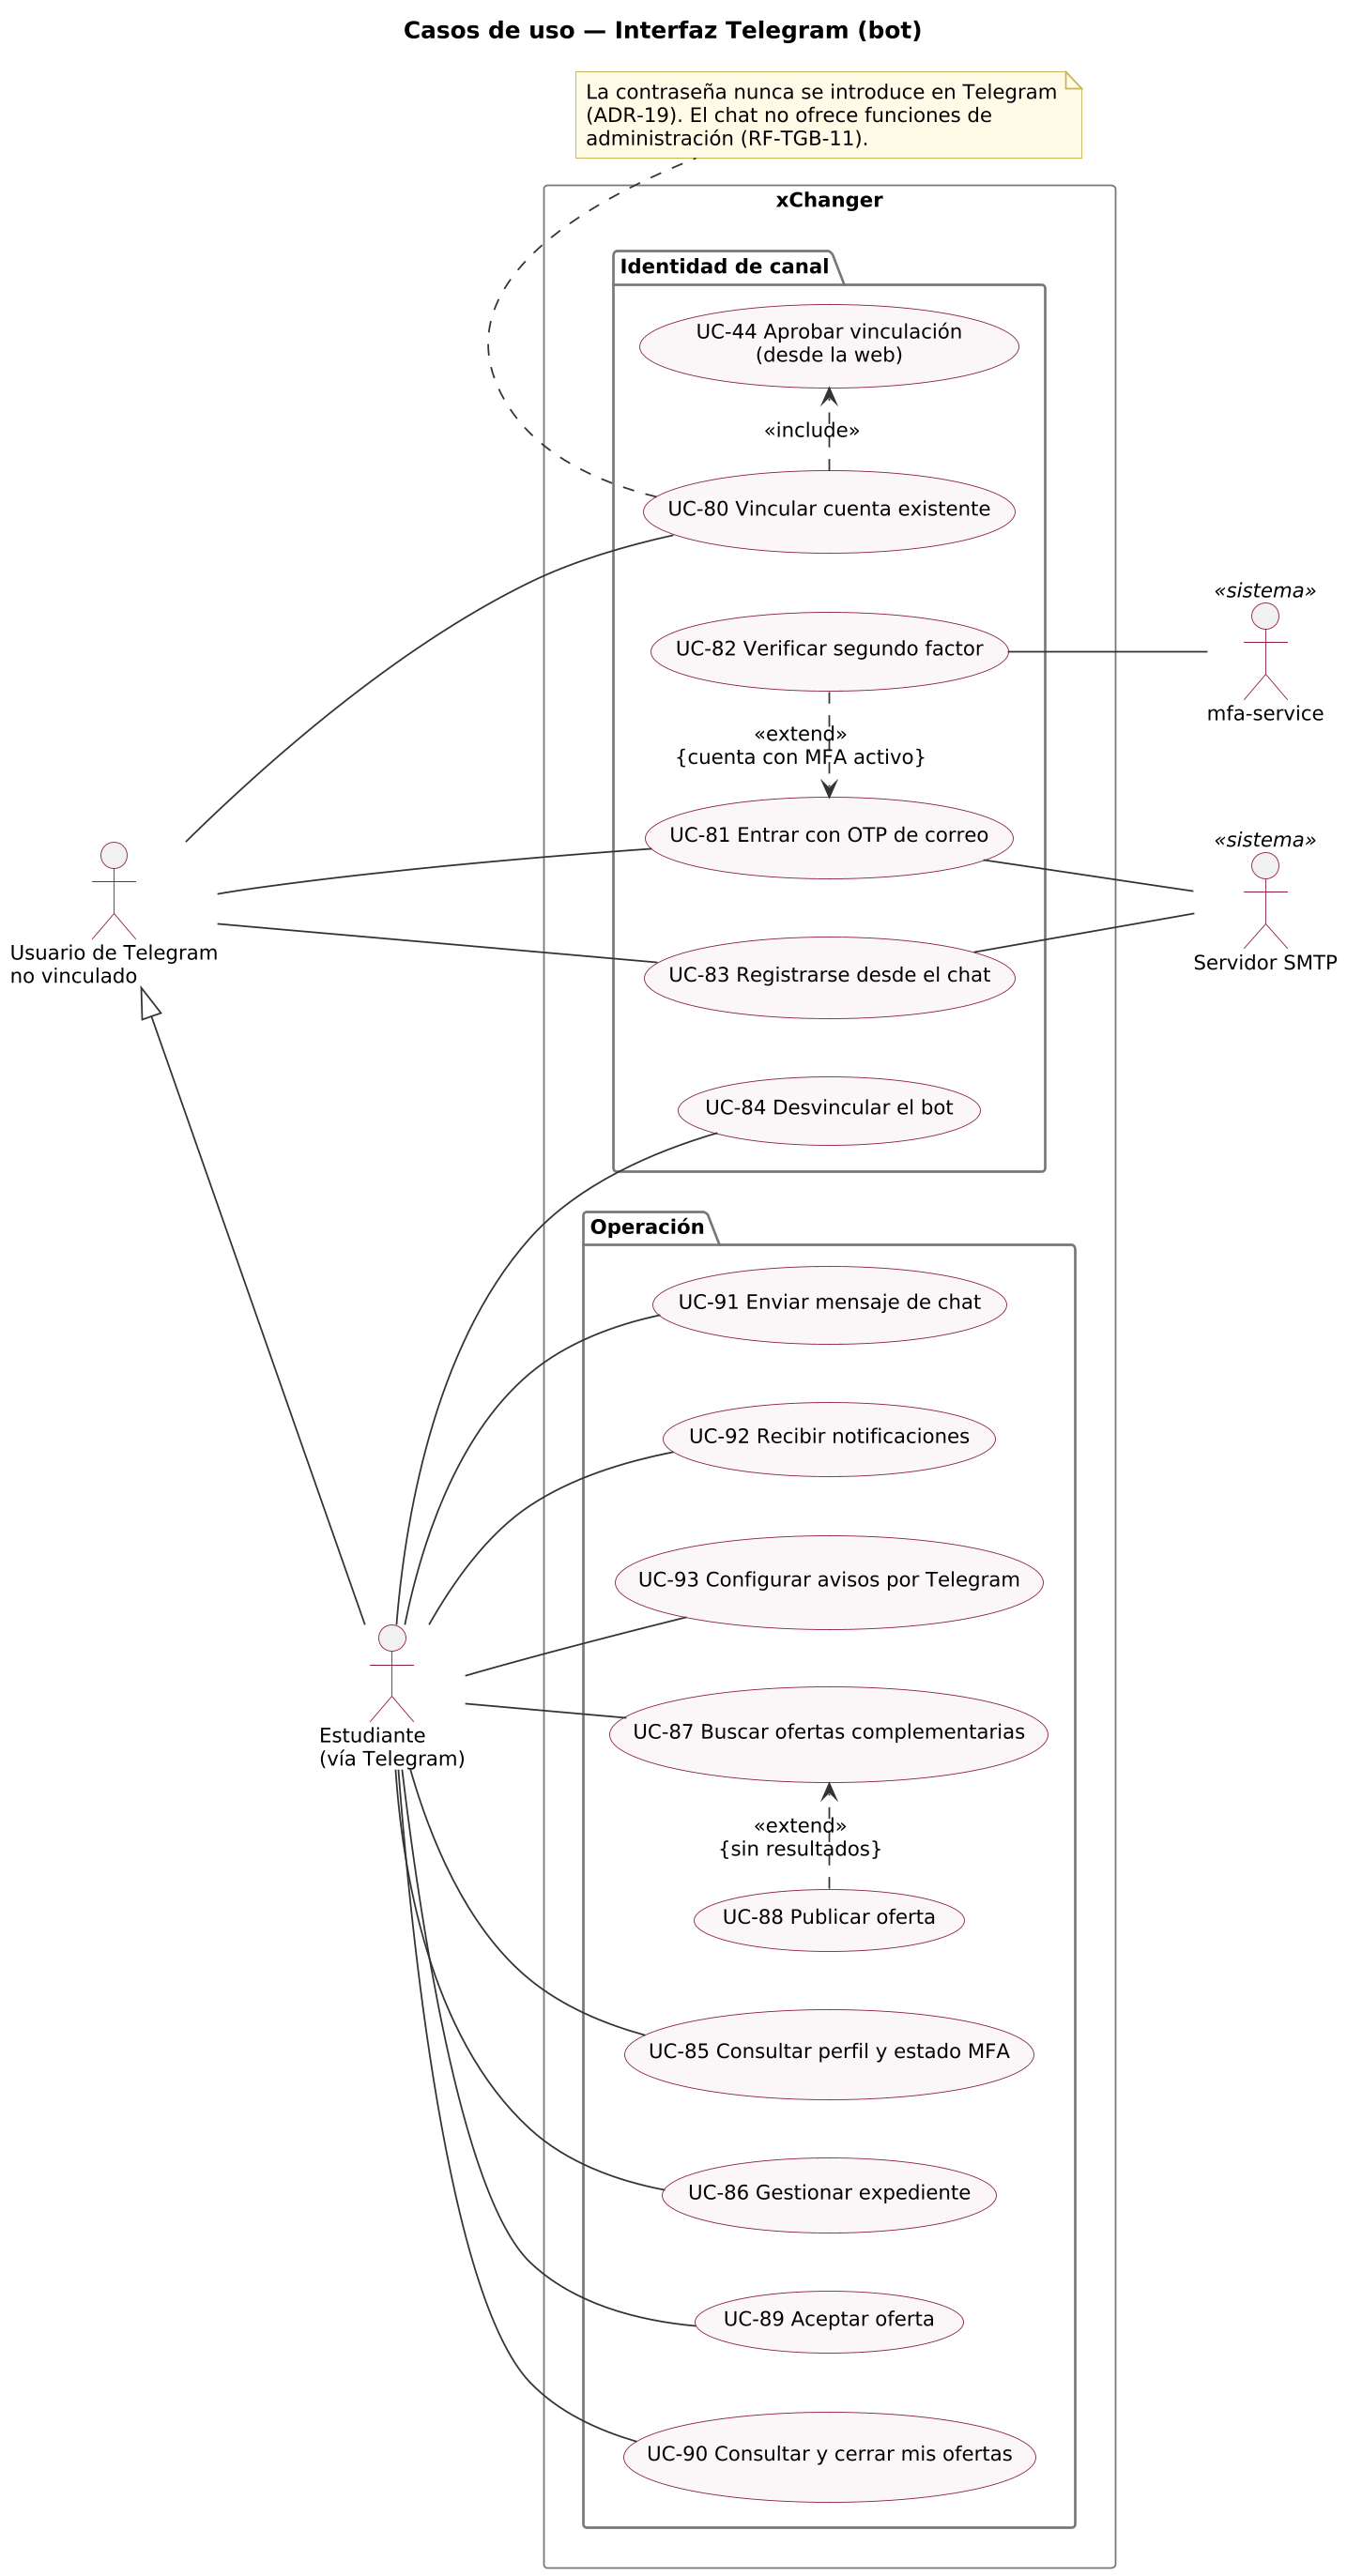 Casos de uso — Interfaz Telegram (bot)
La contraseña nunca se introduce en Telegram
(ADR-19). El chat no ofrece funciones de
administración (RF-TGB-11).
xChanger
Identidad de canal
UC-44 Aprobar vinculación
(desde la web)
«include»
UC-80 Vincular cuenta existente
«sistema»
UC-82 Verificar segundo factor
mfa-service
«extend»
{cuenta con MFA activo}
UC-81 Entrar con OTP de correo
«sistema»
Usuario de Telegram
no vinculado
Servidor SMTP
UC-83 Registrarse desde el chat
UC-84 Desvincular el bot
Operación
UC-91 Enviar mensaje de chat
UC-92 Recibir notificaciones
UC-93 Configurar avisos por Telegram
Estudiante
(vía Telegram)
UC-87 Buscar ofertas complementarias
«extend»
{sin resultados}
UC-88 Publicar oferta
UC-85 Consultar perfil y estado MFA
UC-86 Gestionar expediente
UC-89 Aceptar oferta
UC-90 Consultar y cerrar mis ofertas